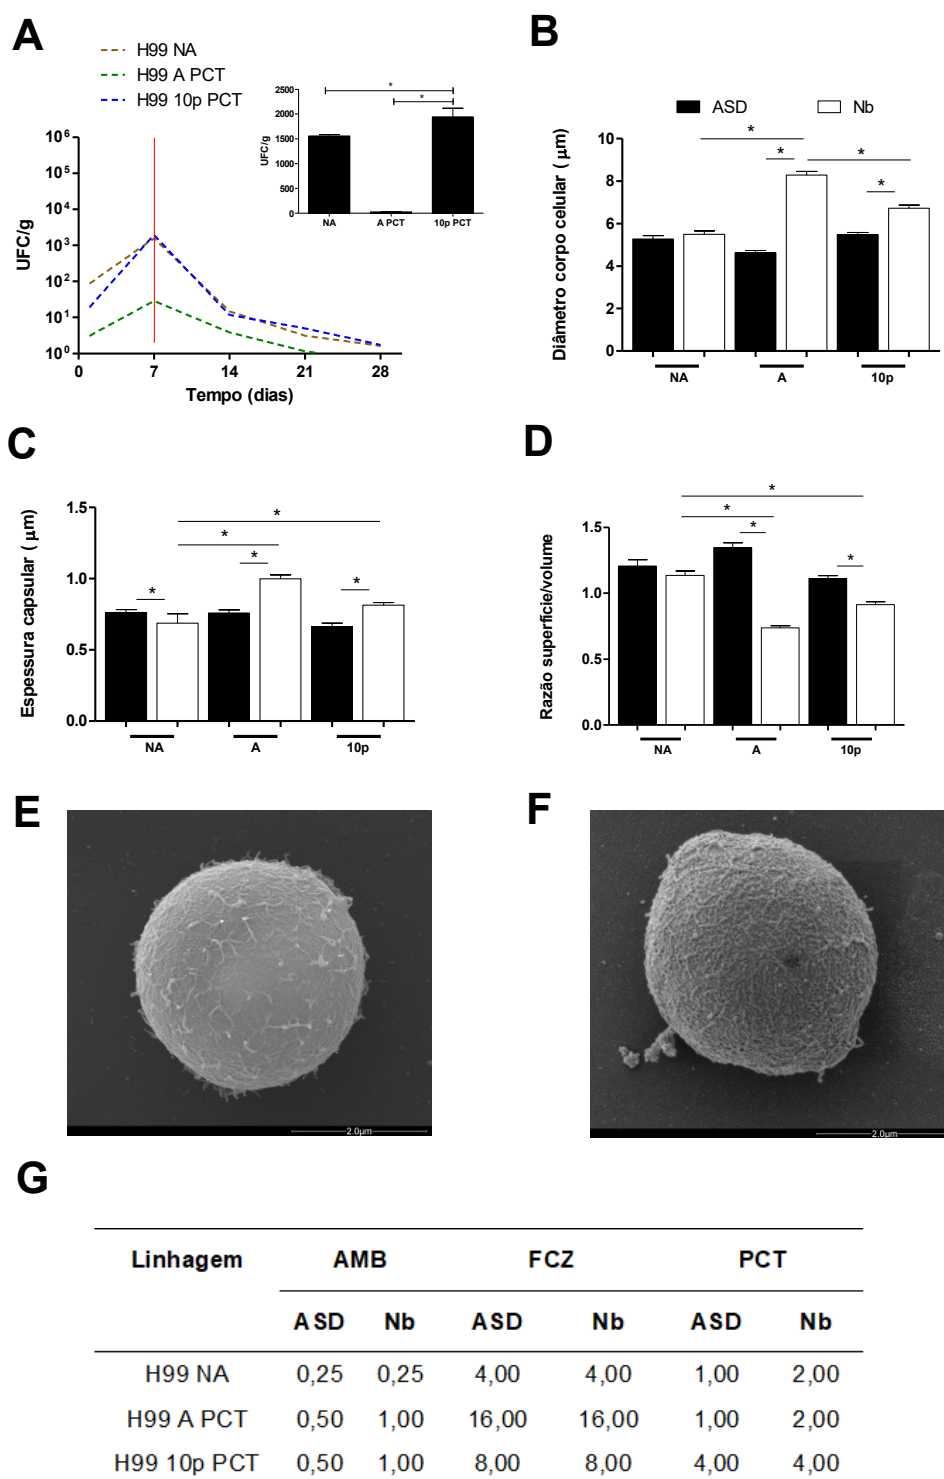 A
H99 NA
H99 A PCT
H99 10p PCT
10⁶
10⁵
10⁴
10³
10²
10¹
10⁰
UFC/g
0
7
14
21
28
Tempo (dias)
2500
2000
1500
1000
500
0
UFC/g
*
*
NA
A PCT
10p PCT
B
ASD
Nb
10
8
6
4
2
0
Diâmetro corpo celular ( μm)
*
*
*
*
NA
A
10p
C
1.5
1.0
0.5
0.0
Espessura capsular ( μm)
*
*
*
*
*
NA
A
10p
D
1.5
1.0
0.5
0.0
Razão superfície/volume
*
*
*
*
NA
A
10p
E
2.0µm
F
2.0µm
G
Linhagem AMB FCZ PCT
ASD Nb ASD Nb ASD Nb
H99 NA 0,25 0,25 4,00 4,00 1,00 2,00
H99 A PCT 0,50 1,00 16,00 16,00 1,00 2,00
H99 10p PCT 0,50 1,00 8,00 8,00 4,00 4,00